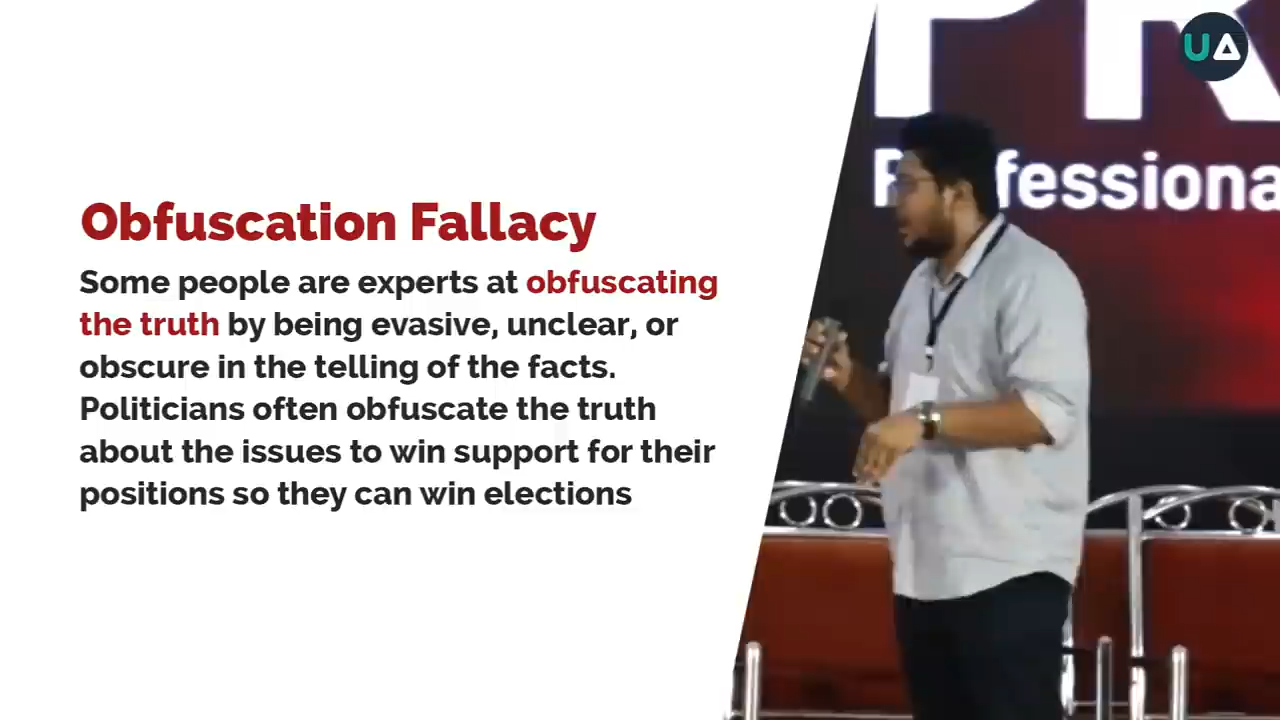 Obfuscation Fallacy
Some people are experts at obfuscating
the truth by being evasive, unclear, or
obscure in the telling of the facts.
Politicians often obfuscate the truth
about the issues to win support for their
positions so they can win elections
UA
PR
fessiona